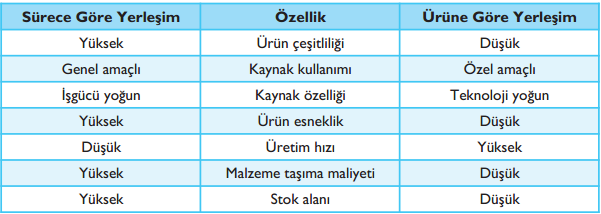 Sürece Göre Yerleşim Özellik Ürüne Göre Yerleşim
Yüksek Ürün çeşitliliği Düşük
Genel amaçlı Kaynak kullanımı Özel amaçlı
İşgücü yoğun Kaynak özelliği Teknoloji yoğun
Yüksek Ürün esneklik Düşük
Düşük Üretim hızı Yüksek
Yüksek Malzeme taşıma maliyeti Düşük
Yüksek Stok alanı Düşük